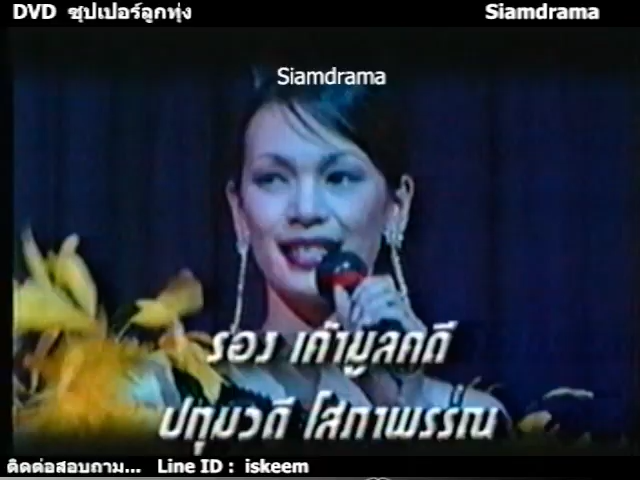 DVD ซุปเปอร์ลูกทุ่ง Siamdrama
Siamdrama
รอง เค้ามูลคดี
ปทุมวดี โสภาพรรณ
ติดต่อสอบถาม... Line ID : iskeem